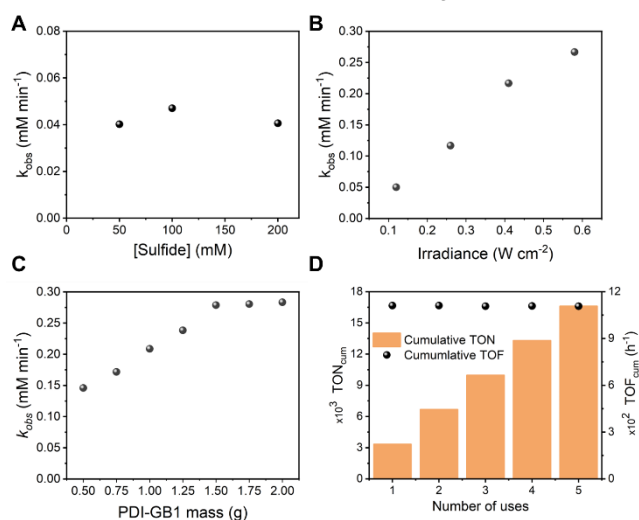 A
k_obs (mM min⁻¹)
0.08
0.06
0.04
0.02
0.00
0 50 100 150 200
[Sulfide] (mM)
B
k_obs (mM min⁻¹)
0.30
0.25
0.20
0.15
0.10
0.05
0.00
0.1 0.2 0.3 0.4 0.5 0.6
Irradiance (W cm⁻²)
C
k_obs (mM min⁻¹)
0.30
0.25
0.20
0.15
0.10
0.05
0.00
0.50 0.75 1.00 1.25 1.50 1.75 2.00
PDI-GB1 mass (g)
D
x10³ TON_cum
18
15
12
9
6
3
0
Cumulative TON
Cumumlative TOF
12
9
6
3
0
x10² TOF_cum (h⁻¹)
1 2 3 4 5
Number of uses